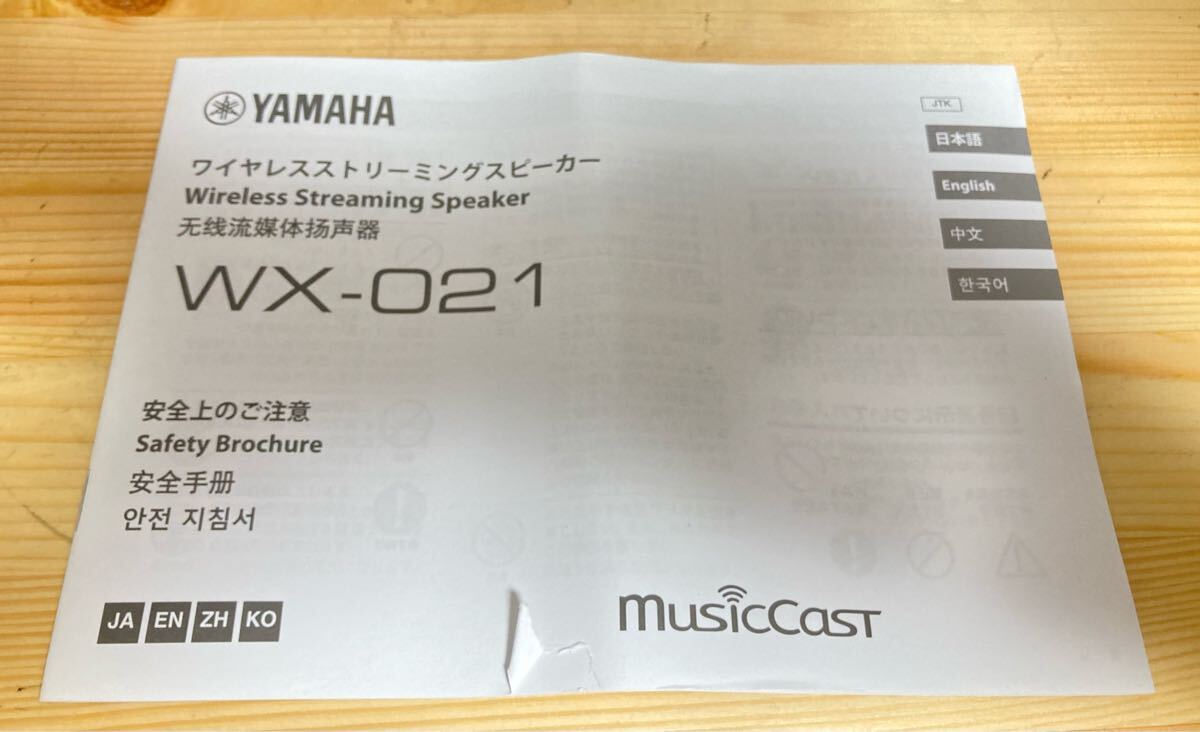 YAMAHA
ワイヤレスストリーミングスピーカー
Wireless Streaming Speaker
无线流媒体扬声器
WX-021
安全上のご注意
Safety Brochure
安全手册
안전 지침서
JA EN ZH KO
MusicCast
JTK
日本語
English
中文
한국어